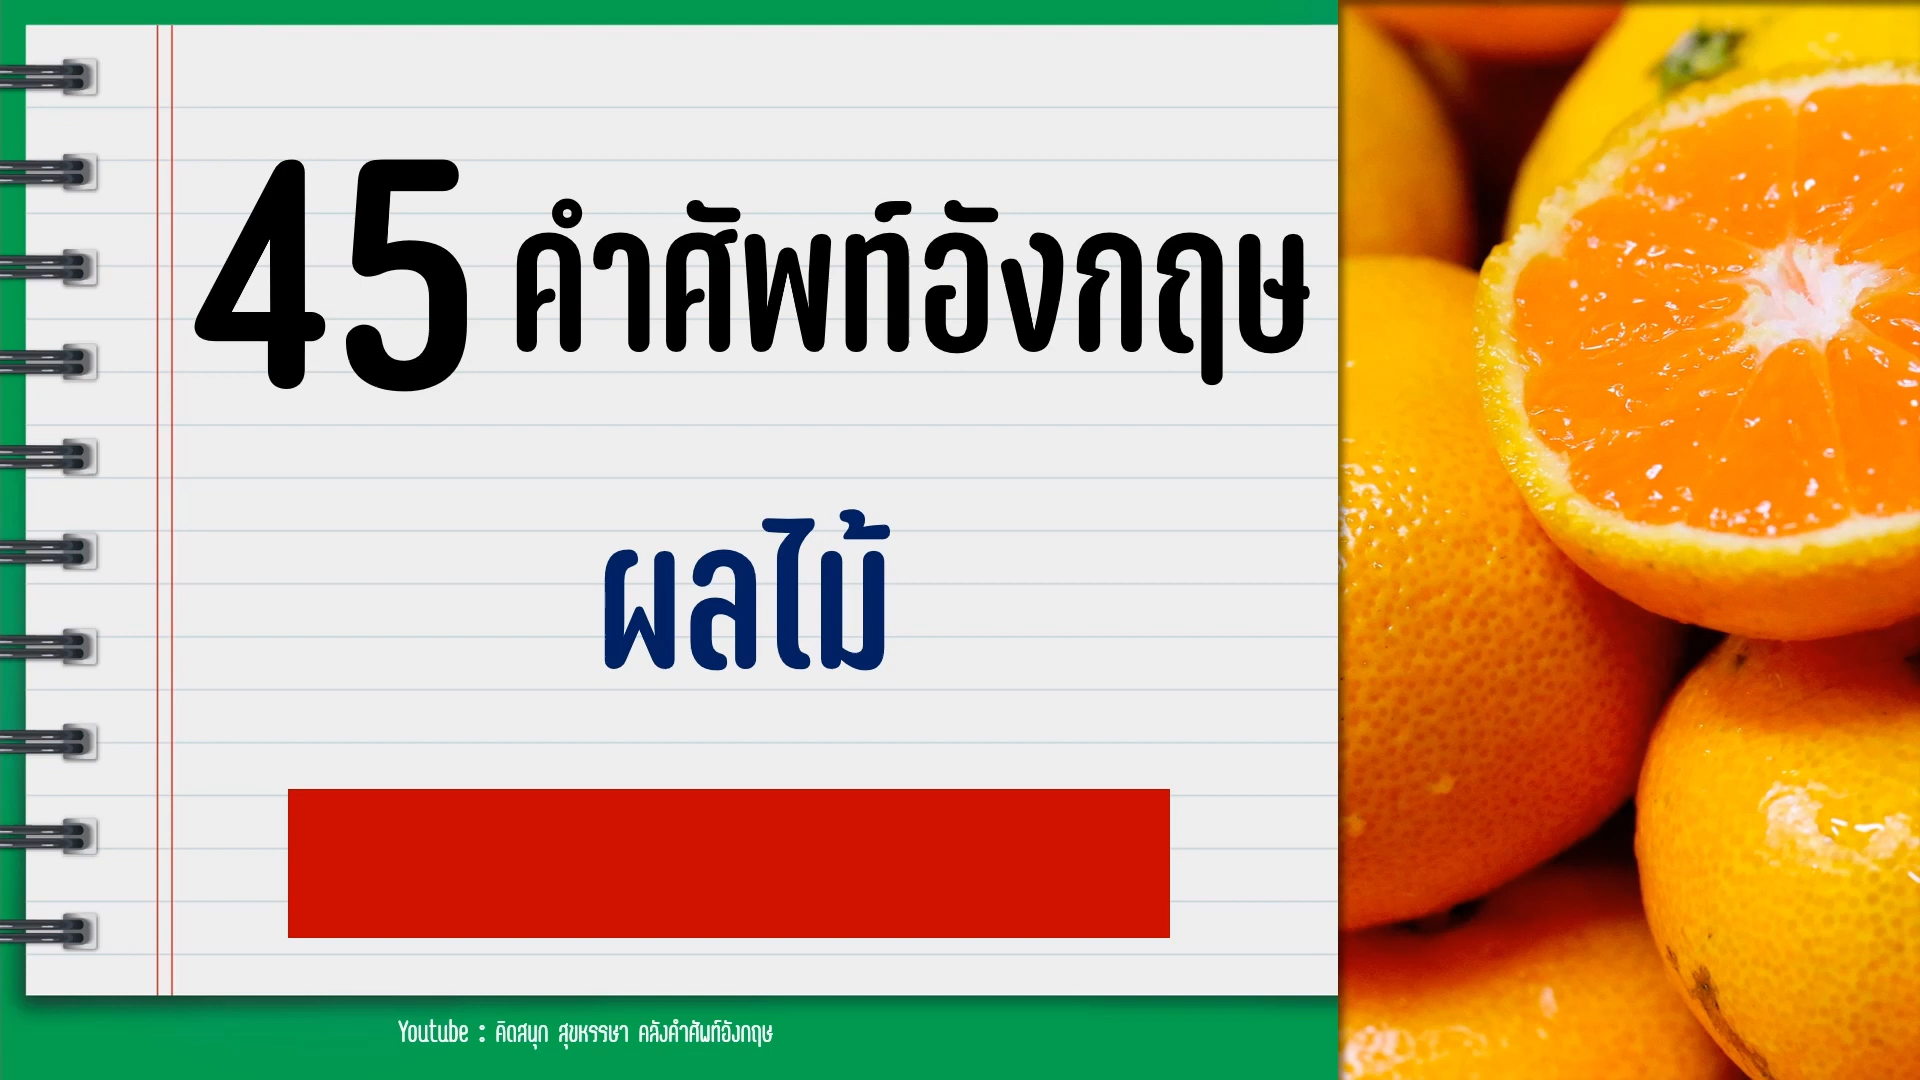 45 คำศัพท์อังกฤษ
ผลไม้
Youtube : คิดสนุก สุขหรรษา คลังคำศัพท์อังกฤษ